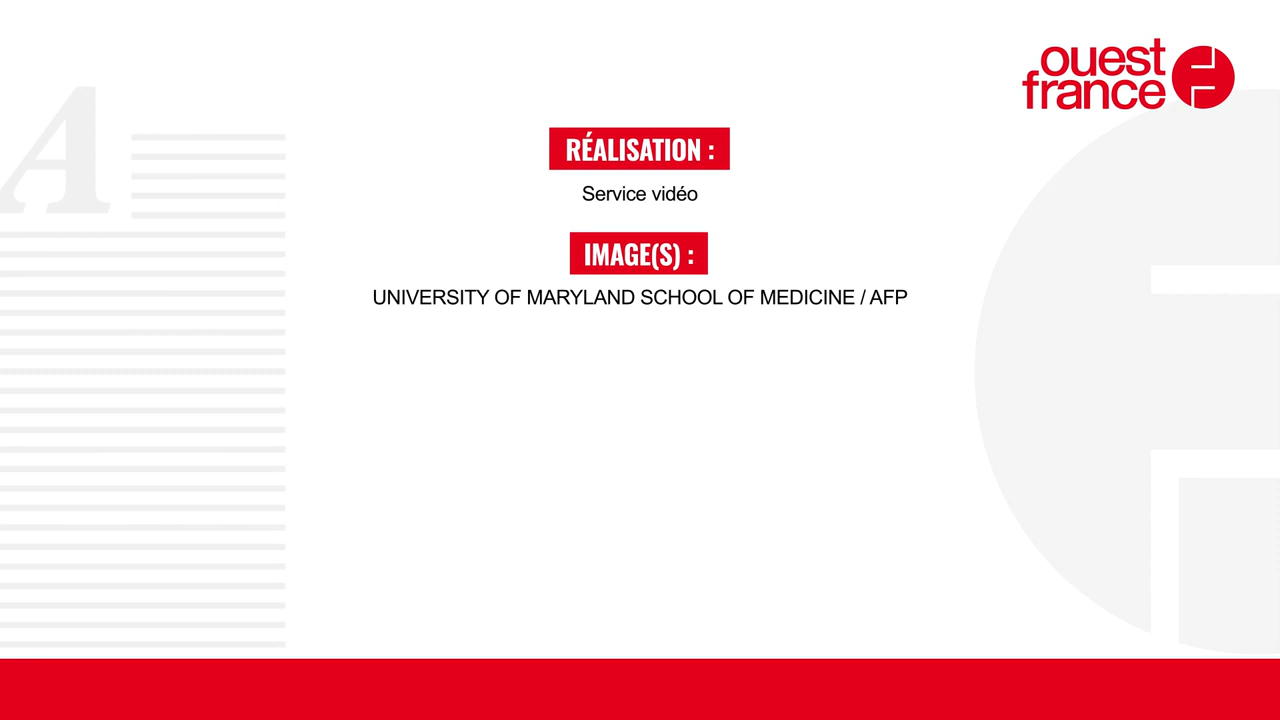 ouest
france
RÉALISATION :
Service vidéo
IMAGE(S) :
UNIVERSITY OF MARYLAND SCHOOL OF MEDICINE / AFP
A